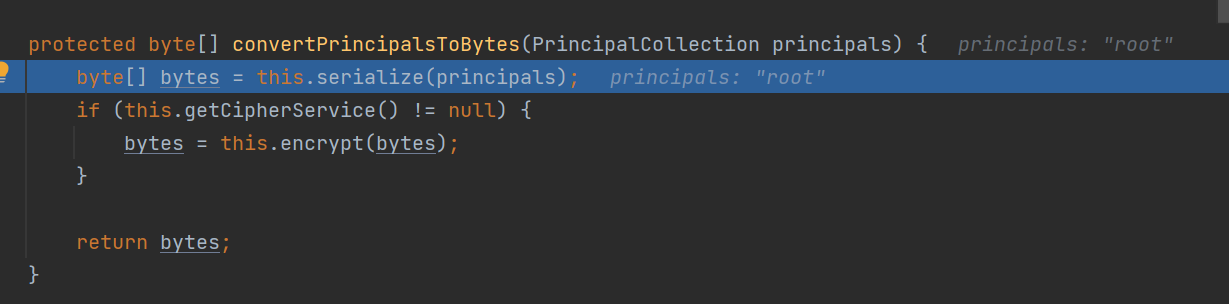 protected byte[] convertPrincipalsToBytes(PrincipalCollection principals) {  principals: "root"
    byte[] bytes = this.serialize(principals);  principals: "root"
    if (this.getCipherService() != null) {
        bytes = this.encrypt(bytes);
    }

    return bytes;
}